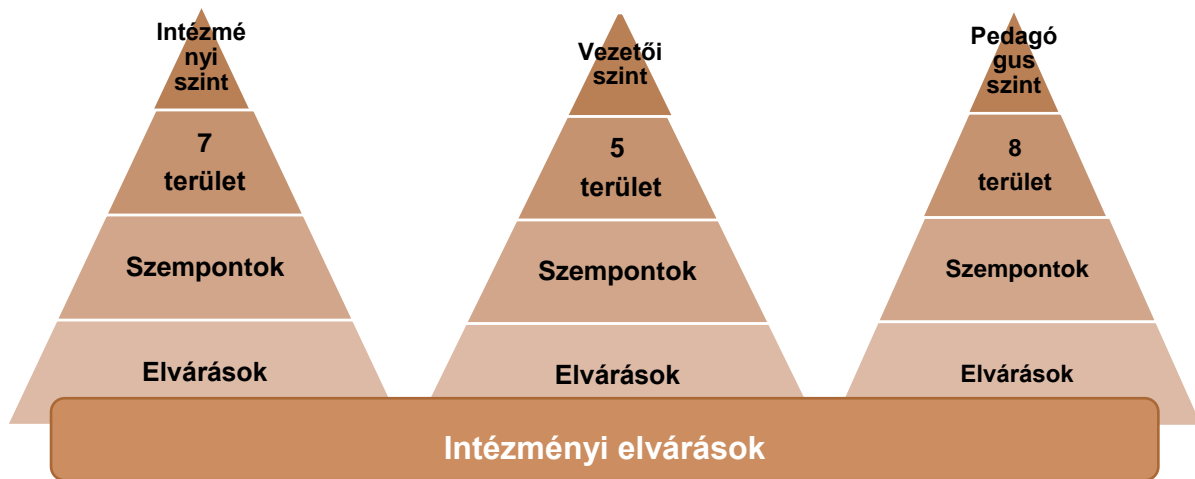 Intézmé
nyi
szint
7
terület
Szempontok
Elvárások
Vezetői
szint
5
terület
Szempontok
Elvárások
Pedagó
gus
szint
8
terület
Szempontok
Elvárások
Intézményi elvárások